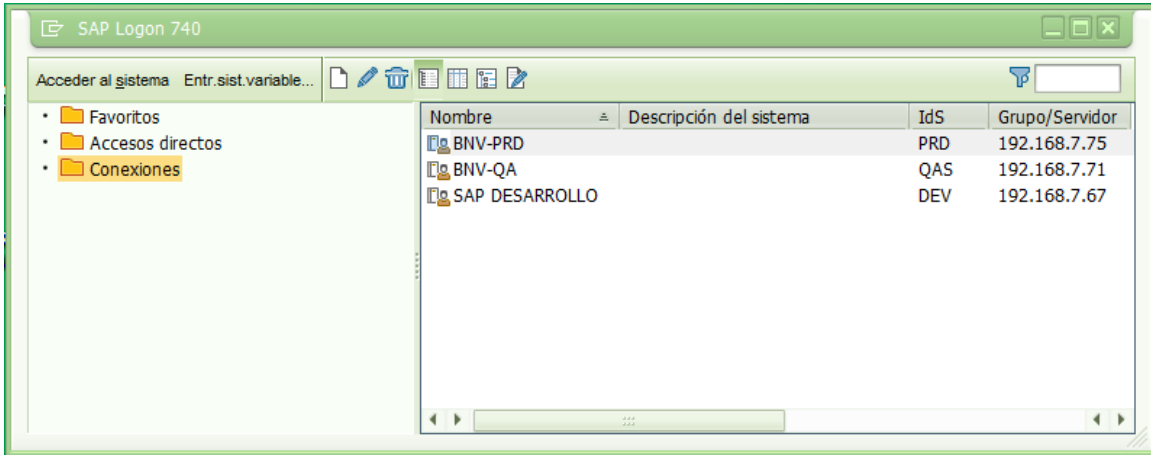 SAP Logon 740
Acceder al sistema Entr.sist.variable...
Favoritos
Accesos directos
Conexiones
Nombre Descripción del sistema IdS Grupo/Servidor
BNV-PRD PRD 192.168.7.75
BNV-QA QAS 192.168.7.71
SAP DESARROLLO DEV 192.168.7.67